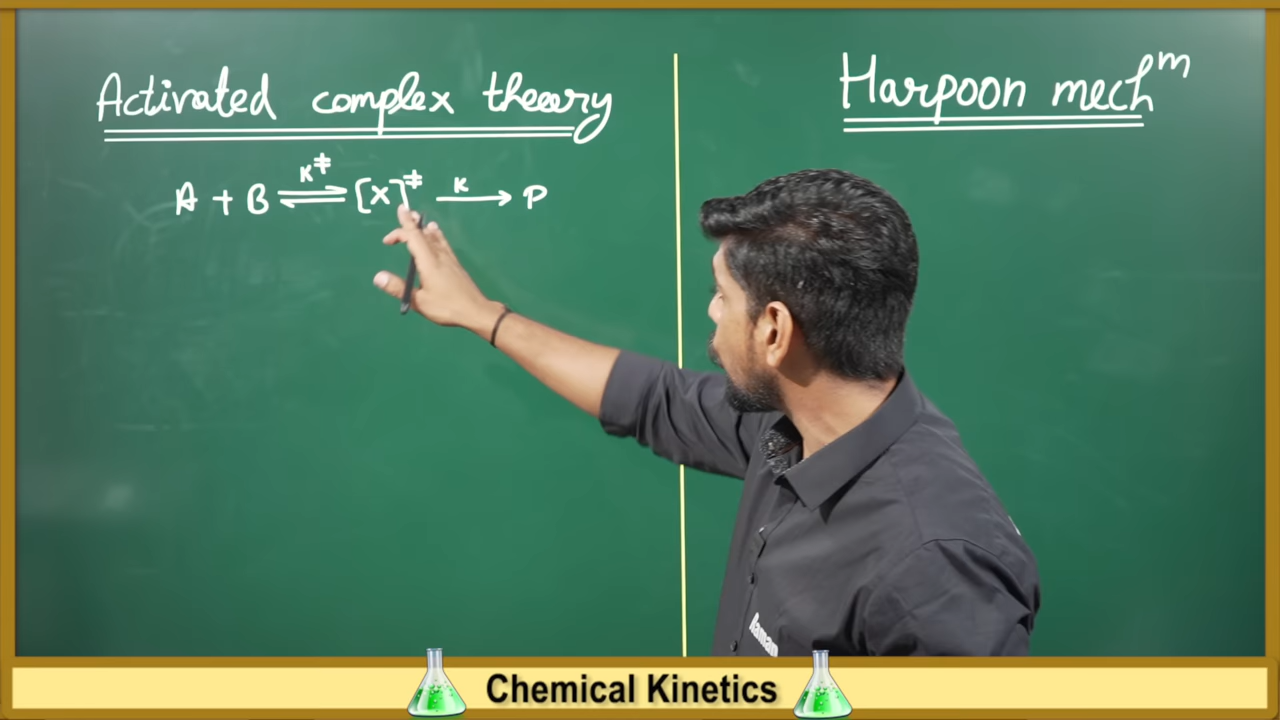 Activated complex theory
A + B ⇌ [X]‡ → P
K‡
K
Harpoon mechᵐ
Chemical Kinetics